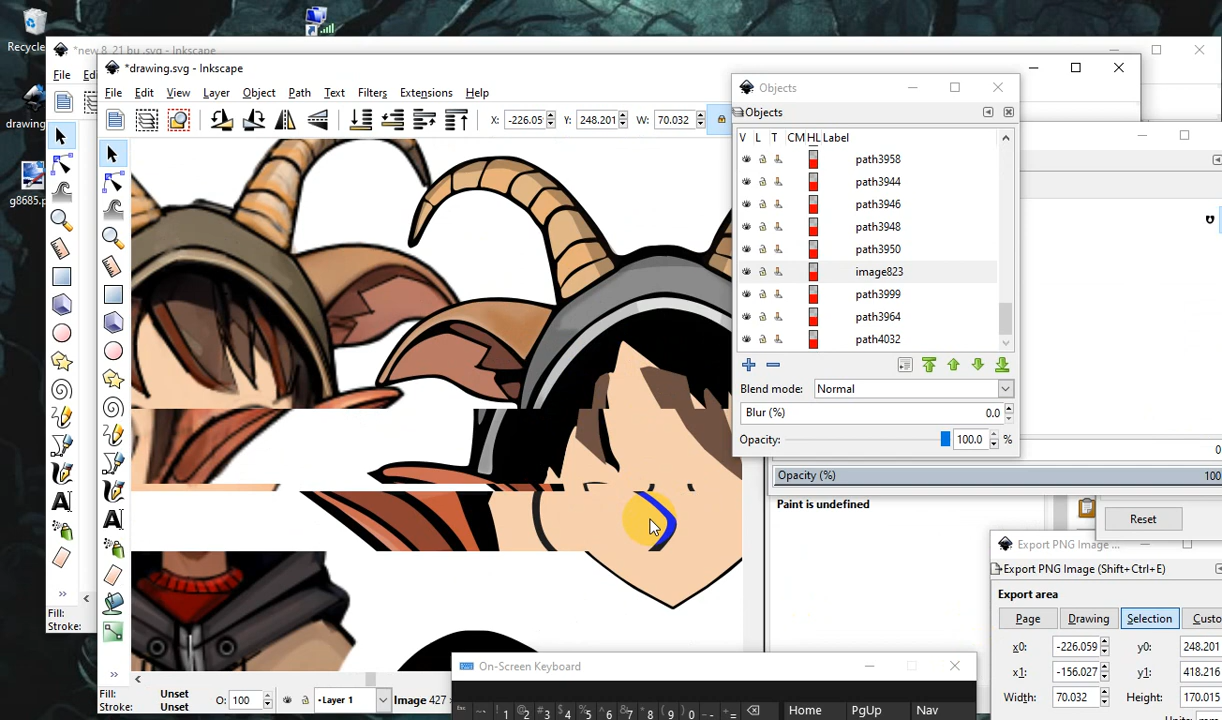 Recycle
*new 8_21 bu .svg - Inkscape
File
*drawing.svg - Inkscape
File Edit View Layer Object Path Text Filters Extensions Help
X: -226.05 Y: 248.201 W: 70.032
drawing
g8685.p
Objects
Objects
V L T CM HL Label
path3958
path3944
path3946
path3948
path3950
image823
path3999
path3964
path4032
Blend mode: Normal
Blur (%) 0.0
Opacity: 100.0 %
Opacity (%) 100
Paint is undefined
Reset
Export PNG Image ...
Export PNG Image (Shift+Ctrl+E)
Export area
Page Drawing Selection Custo
x0: -226.059 y0: 248.201
x1: -156.027 y1: 418.216
Width: 70.032 Height: 170.015
Fill:
Stroke:
Fill: Unset
Stroke: Unset
O: 100
Layer 1
Image 427
On-Screen Keyboard
Home PgUp Nav